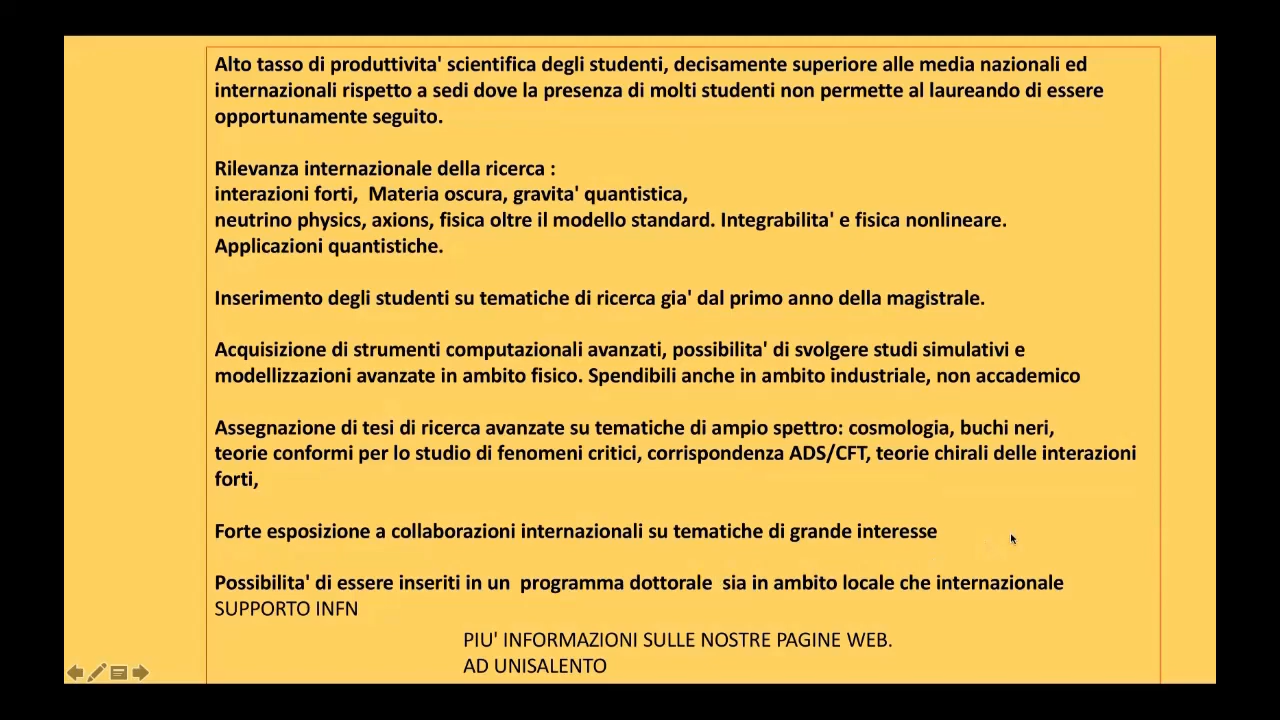 Alto tasso di produttivita' scientifica degli studenti, decisamente superiore alle media nazionali ed
internazionali rispetto a sedi dove la presenza di molti studenti non permette al laureando di essere
opportunamente seguito.
Rilevanza internazionale della ricerca :
interazioni forti,  Materia oscura, gravita' quantistica,
neutrino physics, axions, fisica oltre il modello standard. Integrabilita' e fisica nonlineare.
Applicazioni quantistiche.
Inserimento degli studenti su tematiche di ricerca gia' dal primo anno della magistrale.
Acquisizione di strumenti computazionali avanzati, possibilita' di svolgere studi simulativi e
modellizzazioni avanzate in ambito fisico. Spendibili anche in ambito industriale, non accademico
Assegnazione di tesi di ricerca avanzate su tematiche di ampio spettro: cosmologia, buchi neri,
teorie conformi per lo studio di fenomeni critici, corrispondenza ADS/CFT, teorie chirali delle interazioni
forti,
Forte esposizione a collaborazioni internazionali su tematiche di grande interesse
Possibilita' di essere inseriti in un  programma dottorale  sia in ambito locale che internazionale
SUPPORTO INFN
PIU' INFORMAZIONI SULLE NOSTRE PAGINE WEB.
AD UNISALENTO